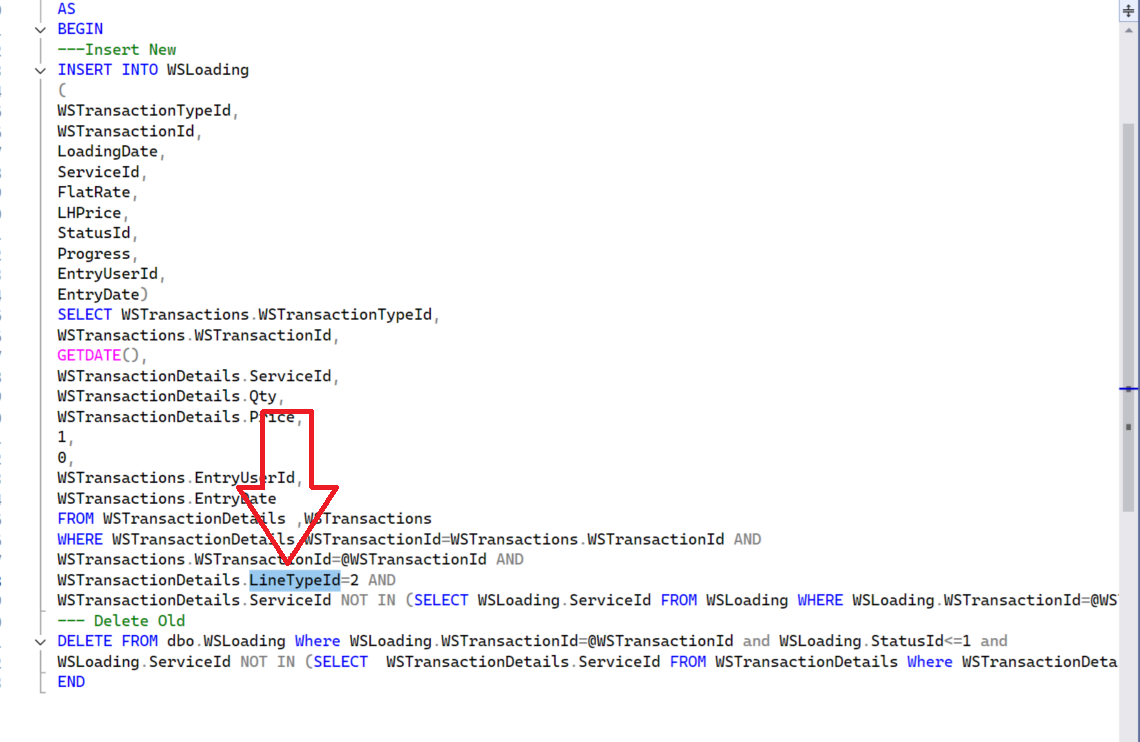 AS
BEGIN
---Insert New
INSERT INTO WSLoading
(
WSTransactionTypeId,
WSTransactionId,
LoadingDate,
ServiceId,
FlatRate,
LHPrice,
StatusId,
Progress,
EntryUserId,
EntryDate)
SELECT WSTransactions.WSTransactionTypeId,
WSTransactions.WSTransactionId,
GETDATE(),
WSTransactionDetails.ServiceId,
WSTransactionDetails.Qty,
WSTransactionDetails.Price,
1,
0,
WSTransactions.EntryUserId,
WSTransactions.EntryDate
FROM WSTransactionDetails ,WSTransactions
WHERE WSTransactionDetails.WSTransactionId=WSTransactions.WSTransactionId AND
WSTransactions.WSTransactionId=@WSTransactionId AND
WSTransactionDetails.LineTypeId=2 AND
WSTransactionDetails.ServiceId NOT IN (SELECT WSLoading.ServiceId FROM WSLoading WHERE WSLoading.WSTransactionId=@WS
--- Delete Old
DELETE FROM dbo.WSLoading Where WSLoading.WSTransactionId=@WSTransactionId and WSLoading.StatusId<=1 and
WSLoading.ServiceId NOT IN (SELECT  WSTransactionDetails.ServiceId FROM WSTransactionDetails Where WSTransactionDeta
END